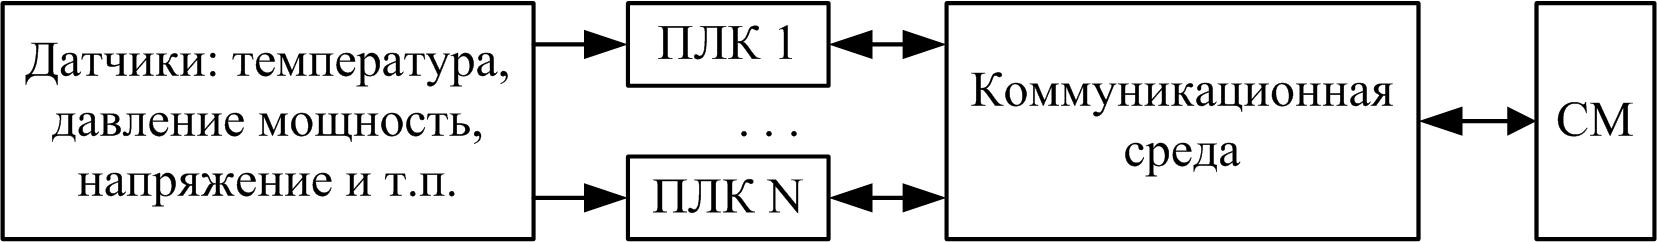 Датчики: температура,
давление мощность,
напряжение и т.п.
ПЛК 1
. . .
ПЛК N
Коммуникационная
среда
СМ